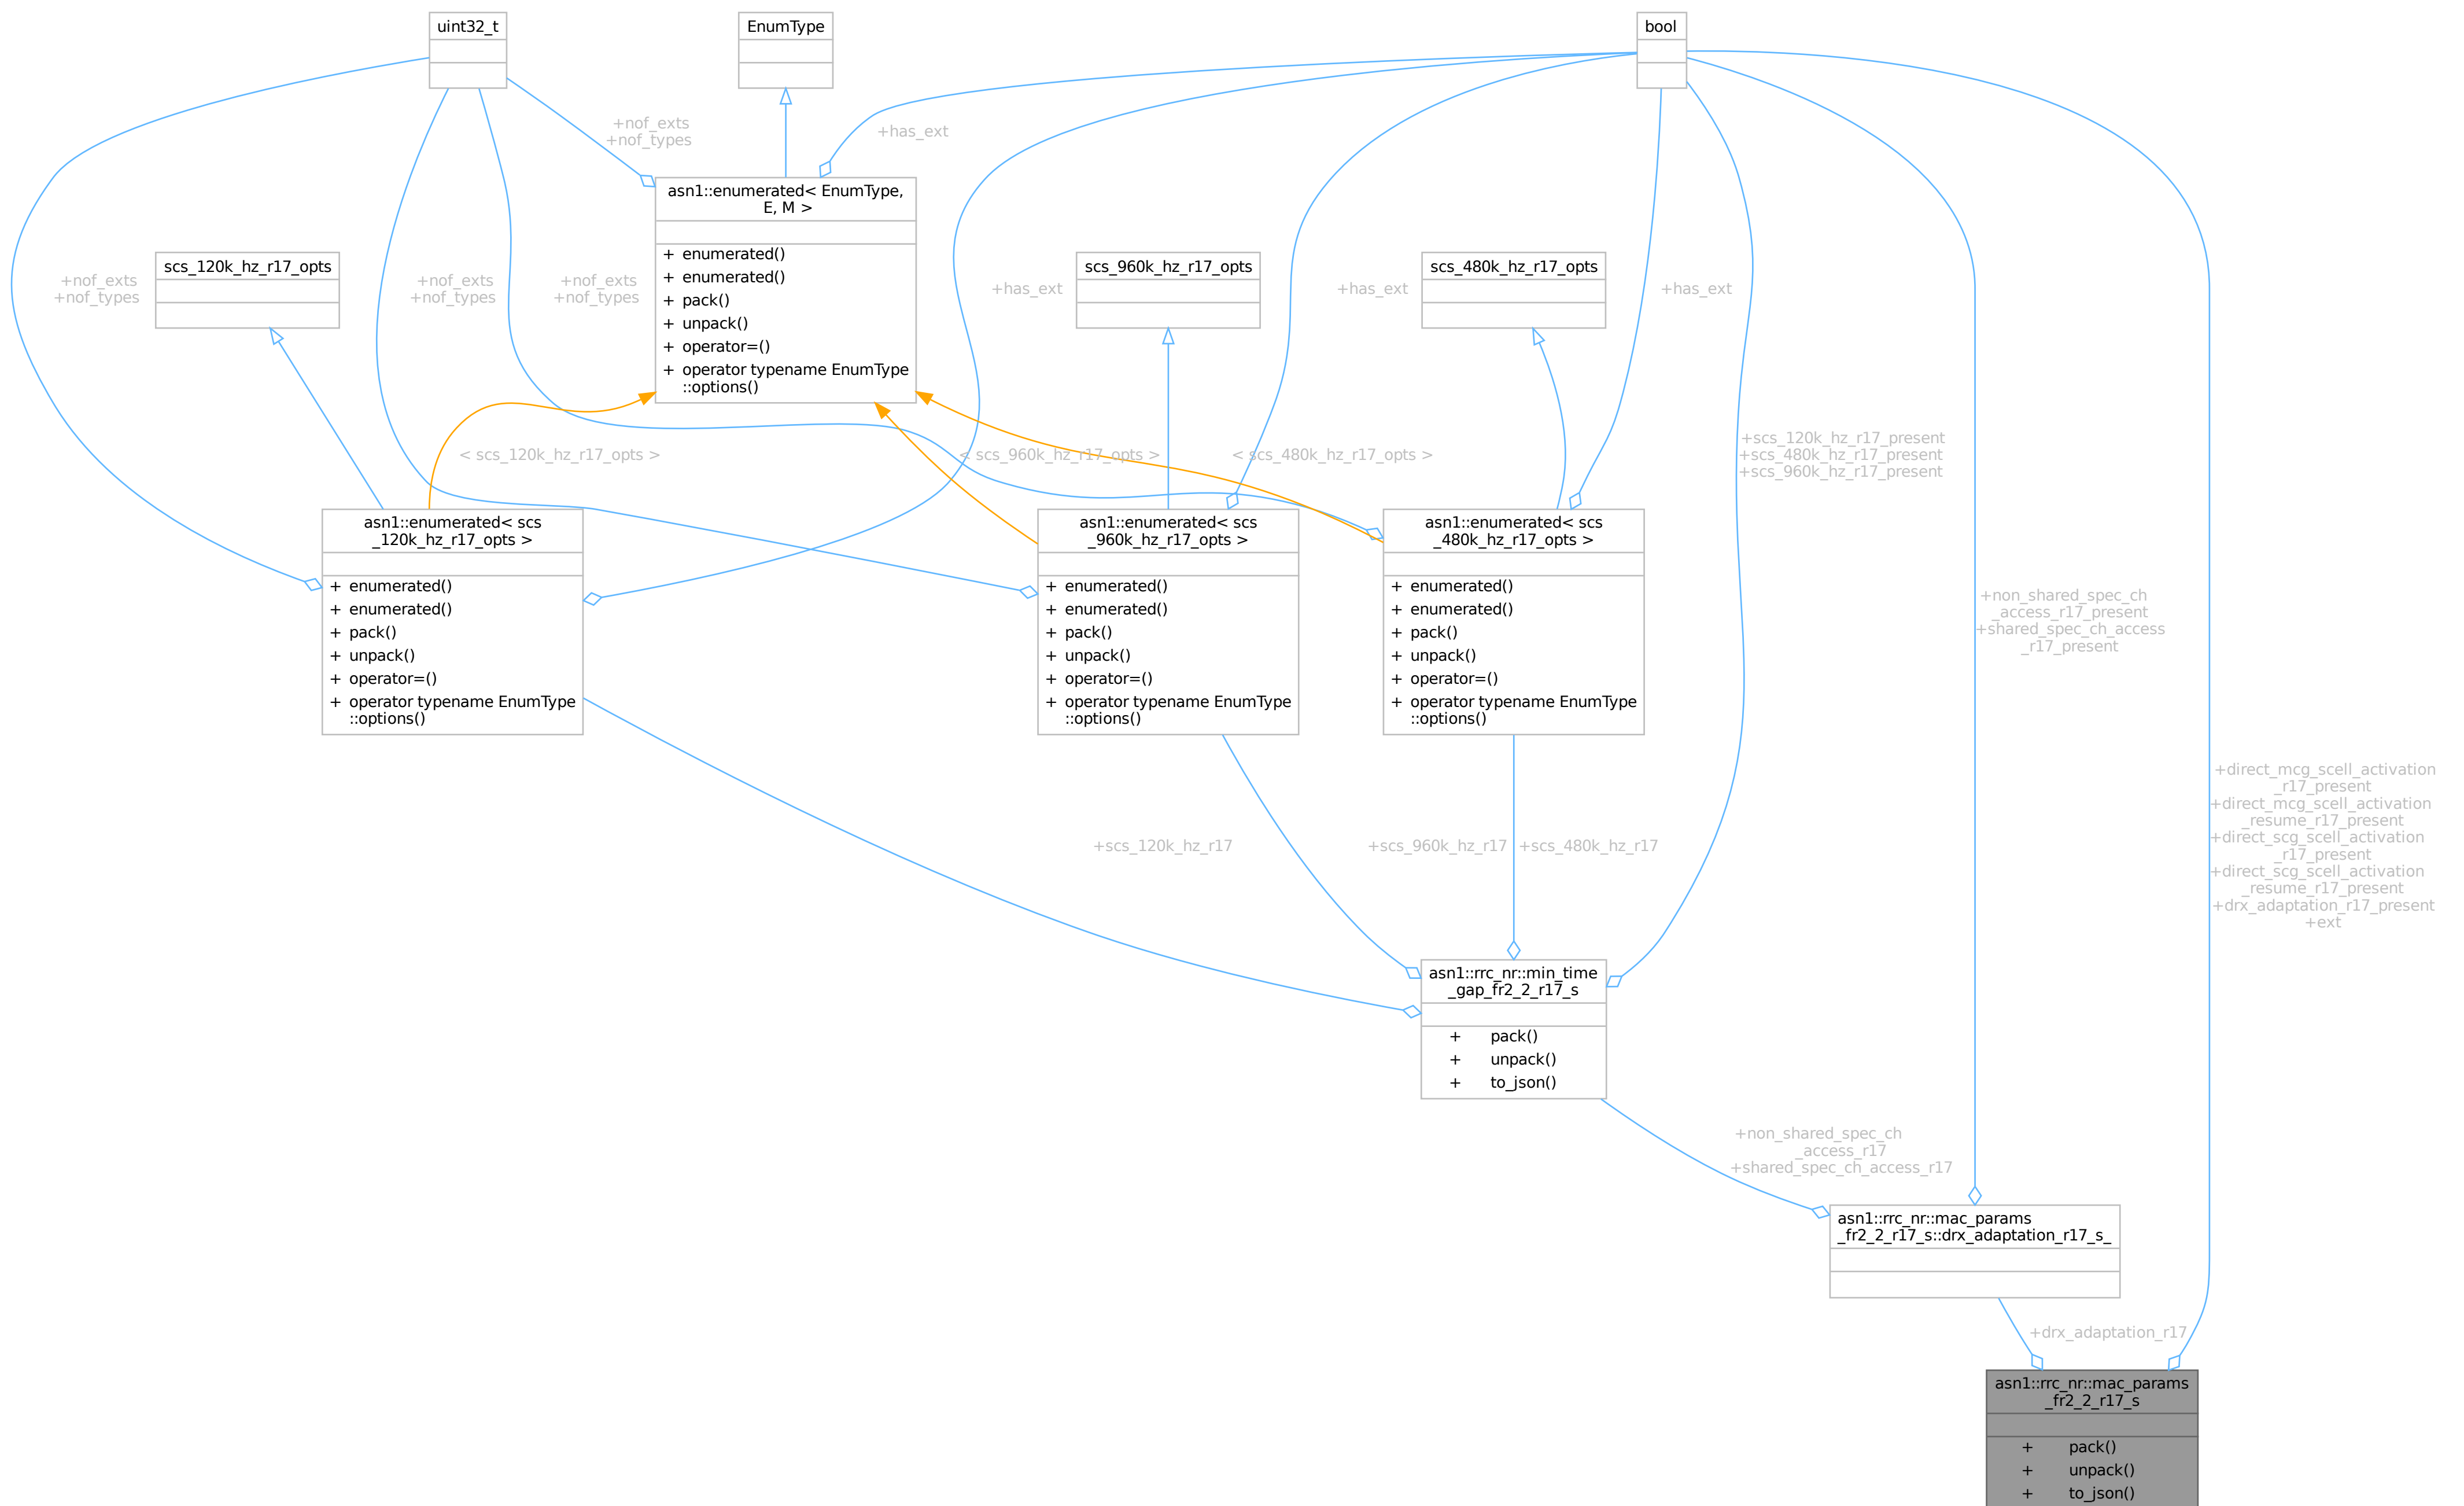 uint32_t
EnumType
bool
+nof_exts
+nof_types
+has_ext
asn1::enumerated< EnumType,
E, M >
+ enumerated()
+ enumerated()
+ pack()
+ unpack()
+ operator=()
+ operator typename EnumType
::options()
scs_120k_hz_r17_opts
scs_960k_hz_r17_opts
scs_480k_hz_r17_opts
+nof_exts
+nof_types
+nof_exts
+nof_types
+nof_exts
+nof_types
+has_ext
+has_ext
+has_ext
< scs_120k_hz_r17_opts >
< scs_960k_hz_r17_opts >
< scs_480k_hz_r17_opts >
+scs_120k_hz_r17_present
+scs_480k_hz_r17_present
+scs_960k_hz_r17_present
asn1::enumerated< scs
_120k_hz_r17_opts >
+ enumerated()
+ enumerated()
+ pack()
+ unpack()
+ operator=()
+ operator typename EnumType
::options()
asn1::enumerated< scs
_960k_hz_r17_opts >
+ enumerated()
+ enumerated()
+ pack()
+ unpack()
+ operator=()
+ operator typename EnumType
::options()
asn1::enumerated< scs
_480k_hz_r17_opts >
+ enumerated()
+ enumerated()
+ pack()
+ unpack()
+ operator=()
+ operator typename EnumType
::options()
+non_shared_spec_ch
_access_r17_present
+shared_spec_ch_access
_r17_present
+direct_mcg_scell_activation
_r17_present
+direct_mcg_scell_activation
_resume_r17_present
+direct_scg_scell_activation
_r17_present
+direct_scg_scell_activation
_resume_r17_present
+drx_adaptation_r17_present
+ext
+scs_120k_hz_r17
+scs_960k_hz_r17
+scs_480k_hz_r17
asn1::rrc_nr::min_time
_gap_fr2_2_r17_s
+ pack()
+ unpack()
+ to_json()
+non_shared_spec_ch
_access_r17
+shared_spec_ch_access_r17
asn1::rrc_nr::mac_params
_fr2_2_r17_s::drx_adaptation_r17_s_
+drx_adaptation_r17
asn1::rrc_nr::mac_params
_fr2_2_r17_s
+ pack()
+ unpack()
+ to_json()